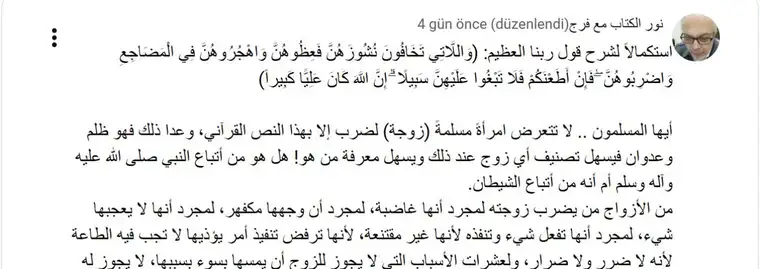 نور الكتاب مع فرج 4 gün önce (düzenlendi)
استكمالاً لشرح قول ربنا العظيم: (وَاللَّاتِي تَخَافُونَ نُشُوزَهُنَّ فَعِظُوهُنَّ وَاهْجُرُوهُنَّ فِي الْمَضَاجِعِ
وَاضْرِبُوهُنَّ ۖ فَإِنْ أَطَعْنَكُمْ فَلَا تَبْغُوا عَلَيْهِنَّ سَبِيلًا ۗ إِنَّ اللَّهَ كَانَ عَلِيًّا كَبِيراً)
أيها المسلمون .. لا تتعرض امرأة مسلمة (زوجة) لضرب إلا بهذا النص القرآني، وعدا ذلك فهو ظلم
وعدوان فيسهل تصنيف أي زوج عند ذلك ويسهل معرفة من هو! هل هو من أتباع النبي صلى الله عليه
وآله وسلم أم أنه من أتباع الشيطان.
من الأزواج من يضرب زوجته لمجرد أنها غاضبة، لمجرد أن وجهها مكفهر، لمجرد أنها لا يعجبها
شيء، لمجرد أنها تفعل شيء وتنفذه لأنها غير مقتنعة، لأنها ترفض تنفيذ أمر يؤذيها لا تجب فيه الطاعة
لأنه لا ضرر ولا ضرار، ولعشرات الأسباب التي لا يجوز للزوج أن يمسها بسوء بسببها، لا يجوز له